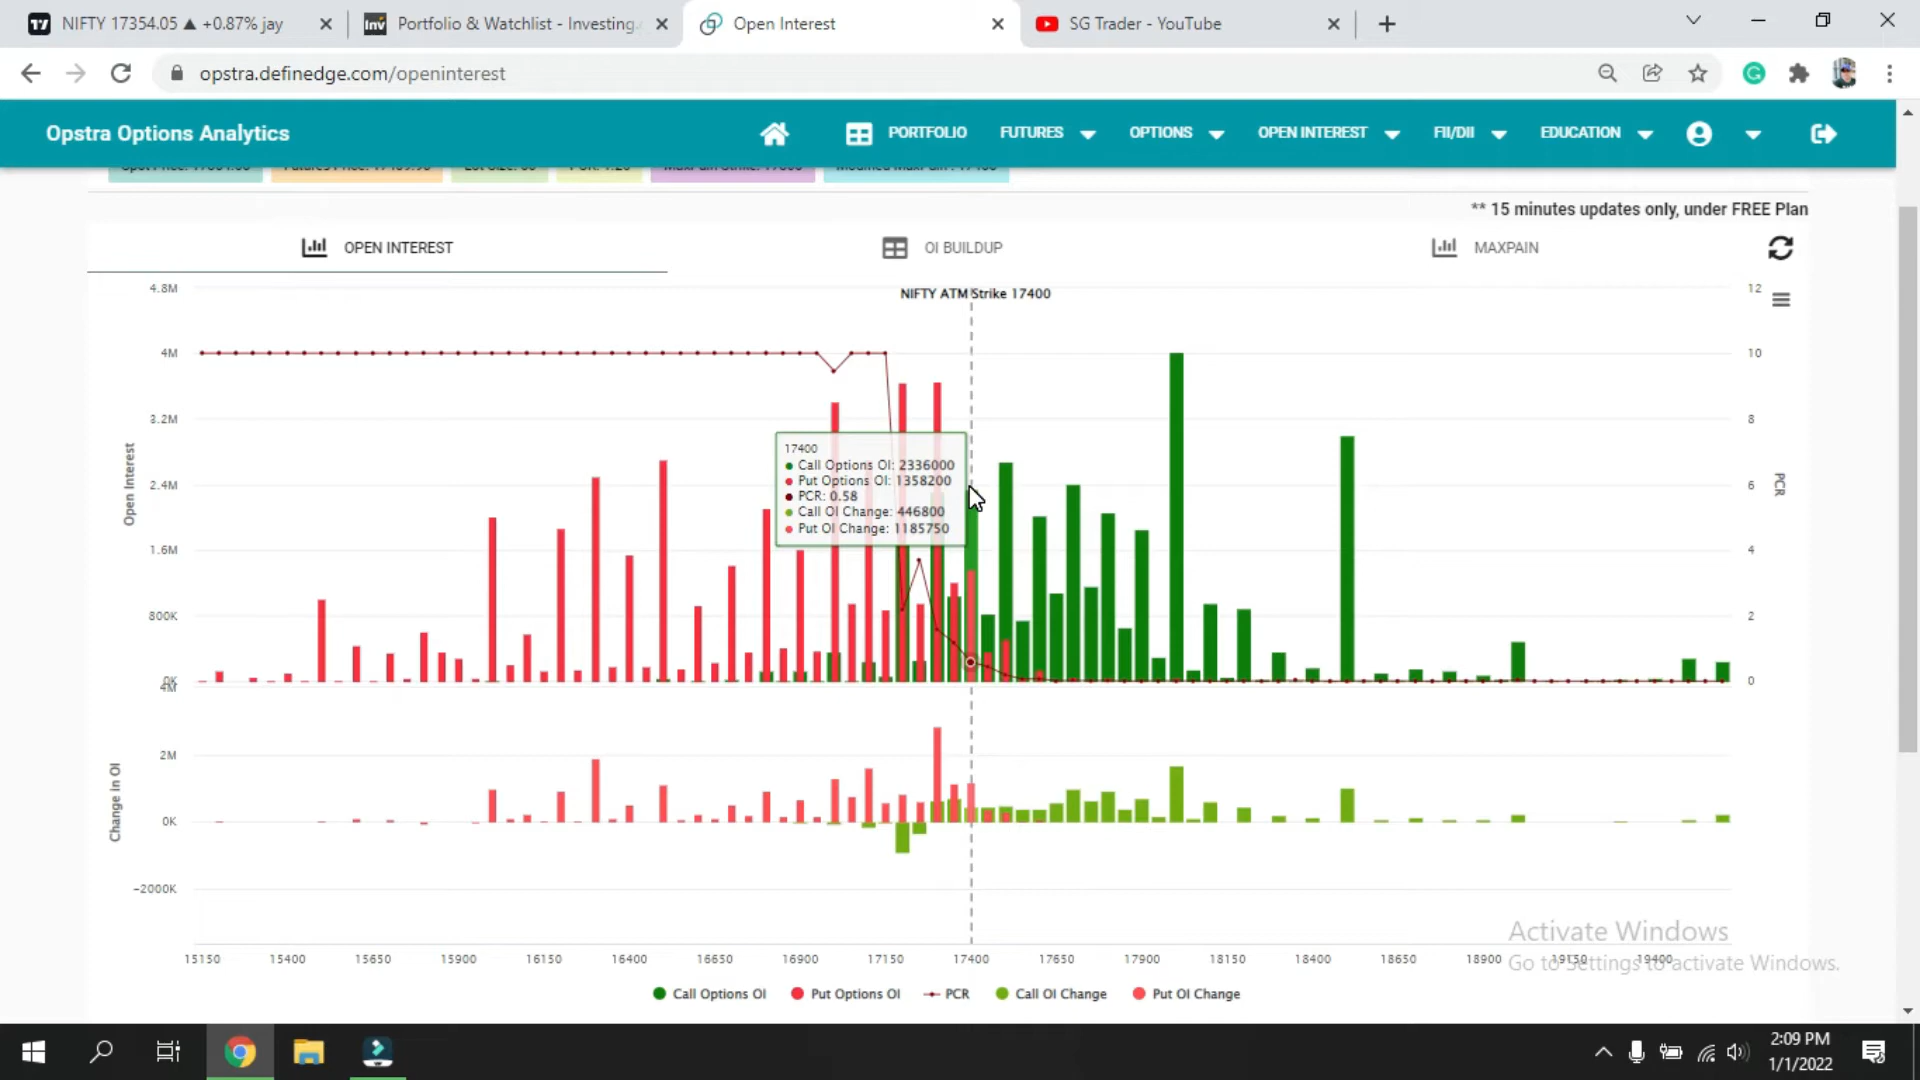 NIFTY 17354.05 ▲ +0.87% jay
Portfolio & Watchlist - Investing.
Open Interest
SG Trader - YouTube
opstra.definedge.com/openinterest
Opstra Options Analytics
PORTFOLIO
FUTURES
OPTIONS
OPEN INTEREST
FII/DII
EDUCATION
** 15 minutes updates only, under FREE Plan
OPEN INTEREST
OI BUILDUP
MAXPAIN
NIFTY ATM Strike 17400
4.8M
4M
3.2M
2.4M
1.6M
800K
0K
Open Interest
12
10
8
6
4
2
0
PCR
17400
Call Options OI: 2336000
Put Options OI: 1358200
PCR: 0.58
Call OI Change: 446800
Put OI Change: 1185750
4M
2M
0K
-2000K
Change in OI
15150 15400 15650 15900 16150 16400 16650 16900 17150 17400 17650 17900 18150 18400 18650 18900 19150 19400
Call Options OI Put Options OI PCR Call OI Change Put OI Change
Activate Windows
Go to Settings to activate Windows.
2:09 PM
1/1/2022